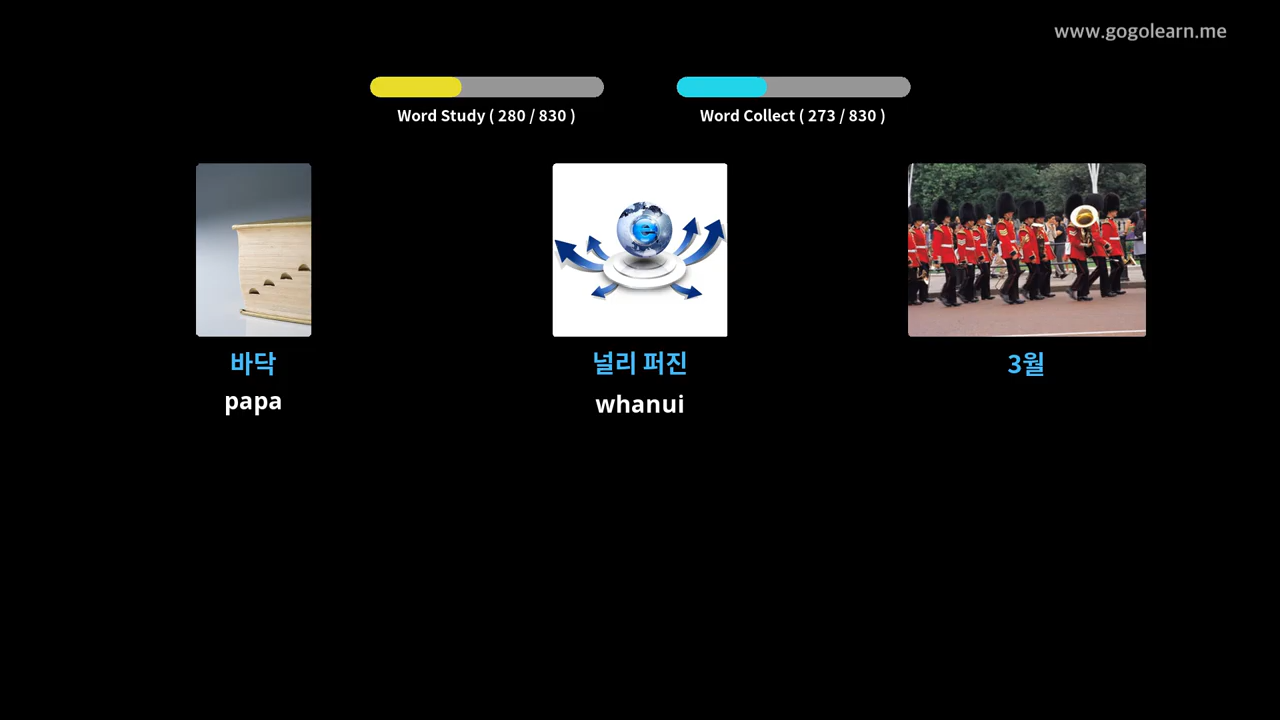 www.gogolearn.me
Word Study ( 280 / 830 )
Word Collect ( 273 / 830 )
바닥
papa
널리 퍼진
whanui
3월